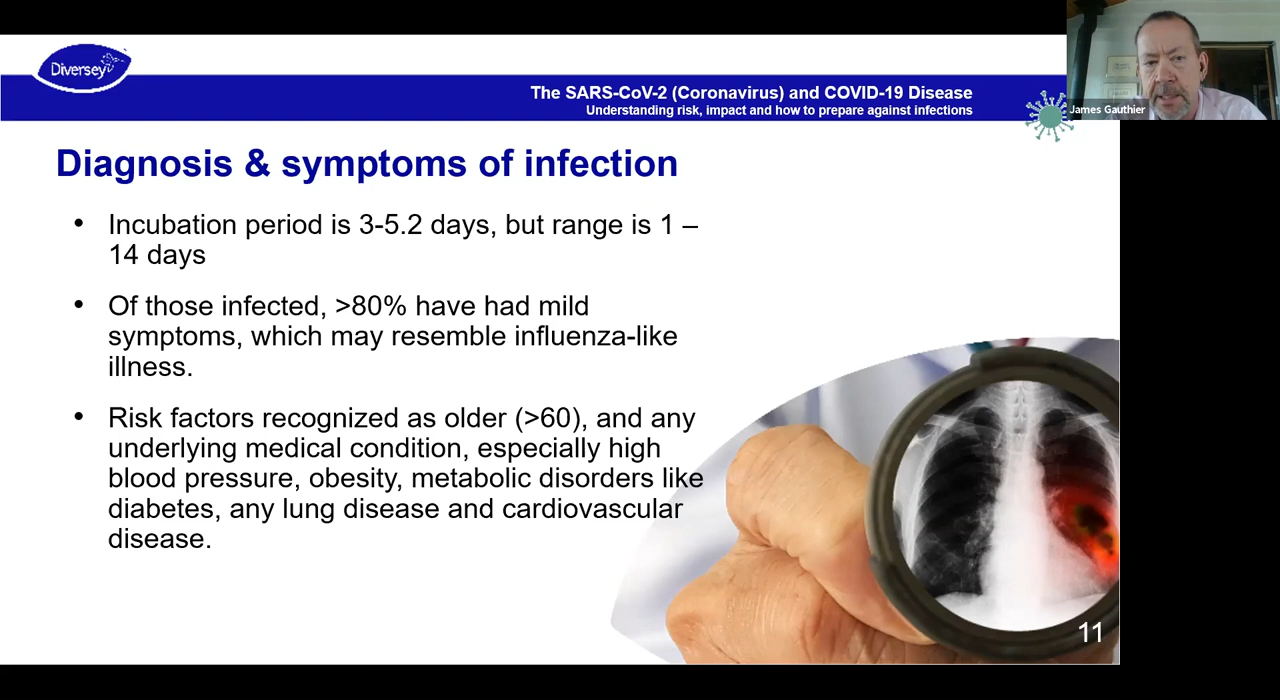 Diversey
The SARS-CoV-2 (Coronavirus) and COVID-19 Disease
Understanding risk, impact and how to prepare against infections
James Gauthier
Diagnosis & symptoms of infection
• Incubation period is 3-5.2 days, but range is 1 –
14 days
• Of those infected, >80% have had mild
symptoms, which may resemble influenza-like
illness.
• Risk factors recognized as older (>60), and any
underlying medical condition, especially high
blood pressure, obesity, metabolic disorders like
diabetes, any lung disease and cardiovascular
disease.
11